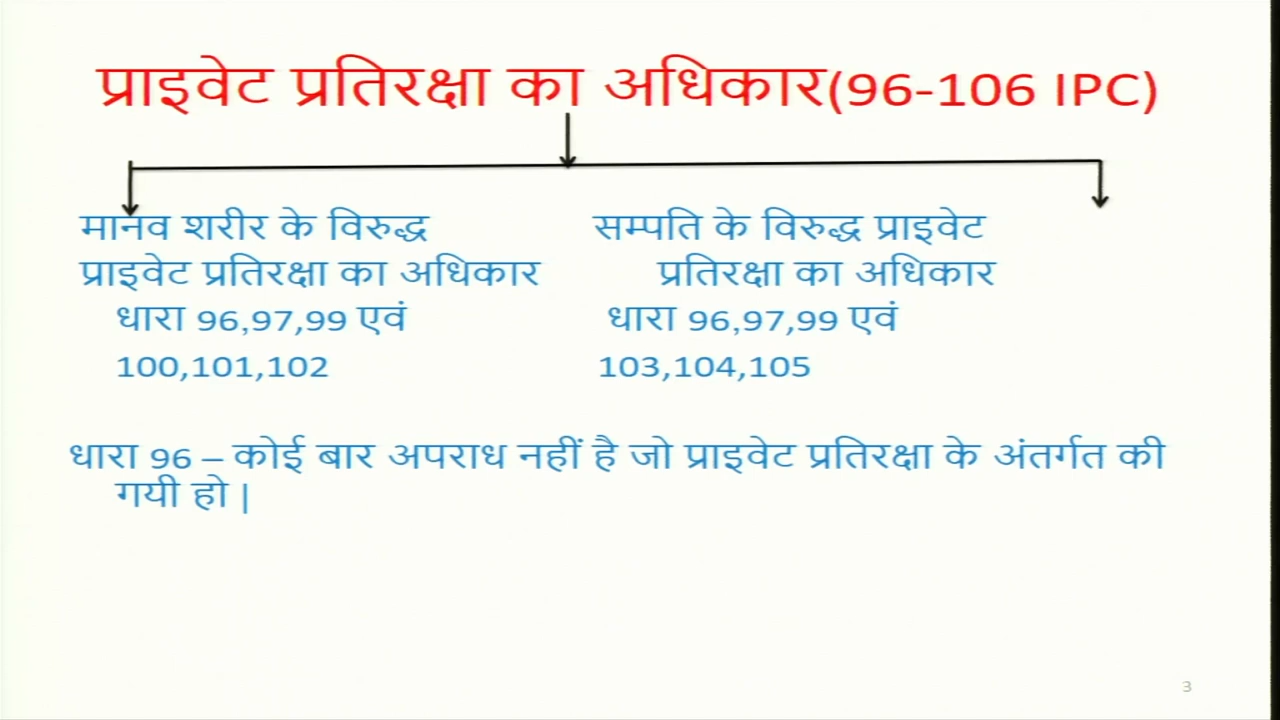 प्राइवेट प्रतिरक्षा का अधिकार(96-106 IPC)
मानव शरीर के विरुद्ध
प्राइवेट प्रतिरक्षा का अधिकार
धारा 96,97,99 एवं
100,101,102
सम्पति के विरुद्ध प्राइवेट
प्रतिरक्षा का अधिकार
धारा 96,97,99 एवं
103,104,105
धारा 96 – कोई बार अपराध नहीं है जो प्राइवेट प्रतिरक्षा के अंतर्गत की
गयी हो |
3